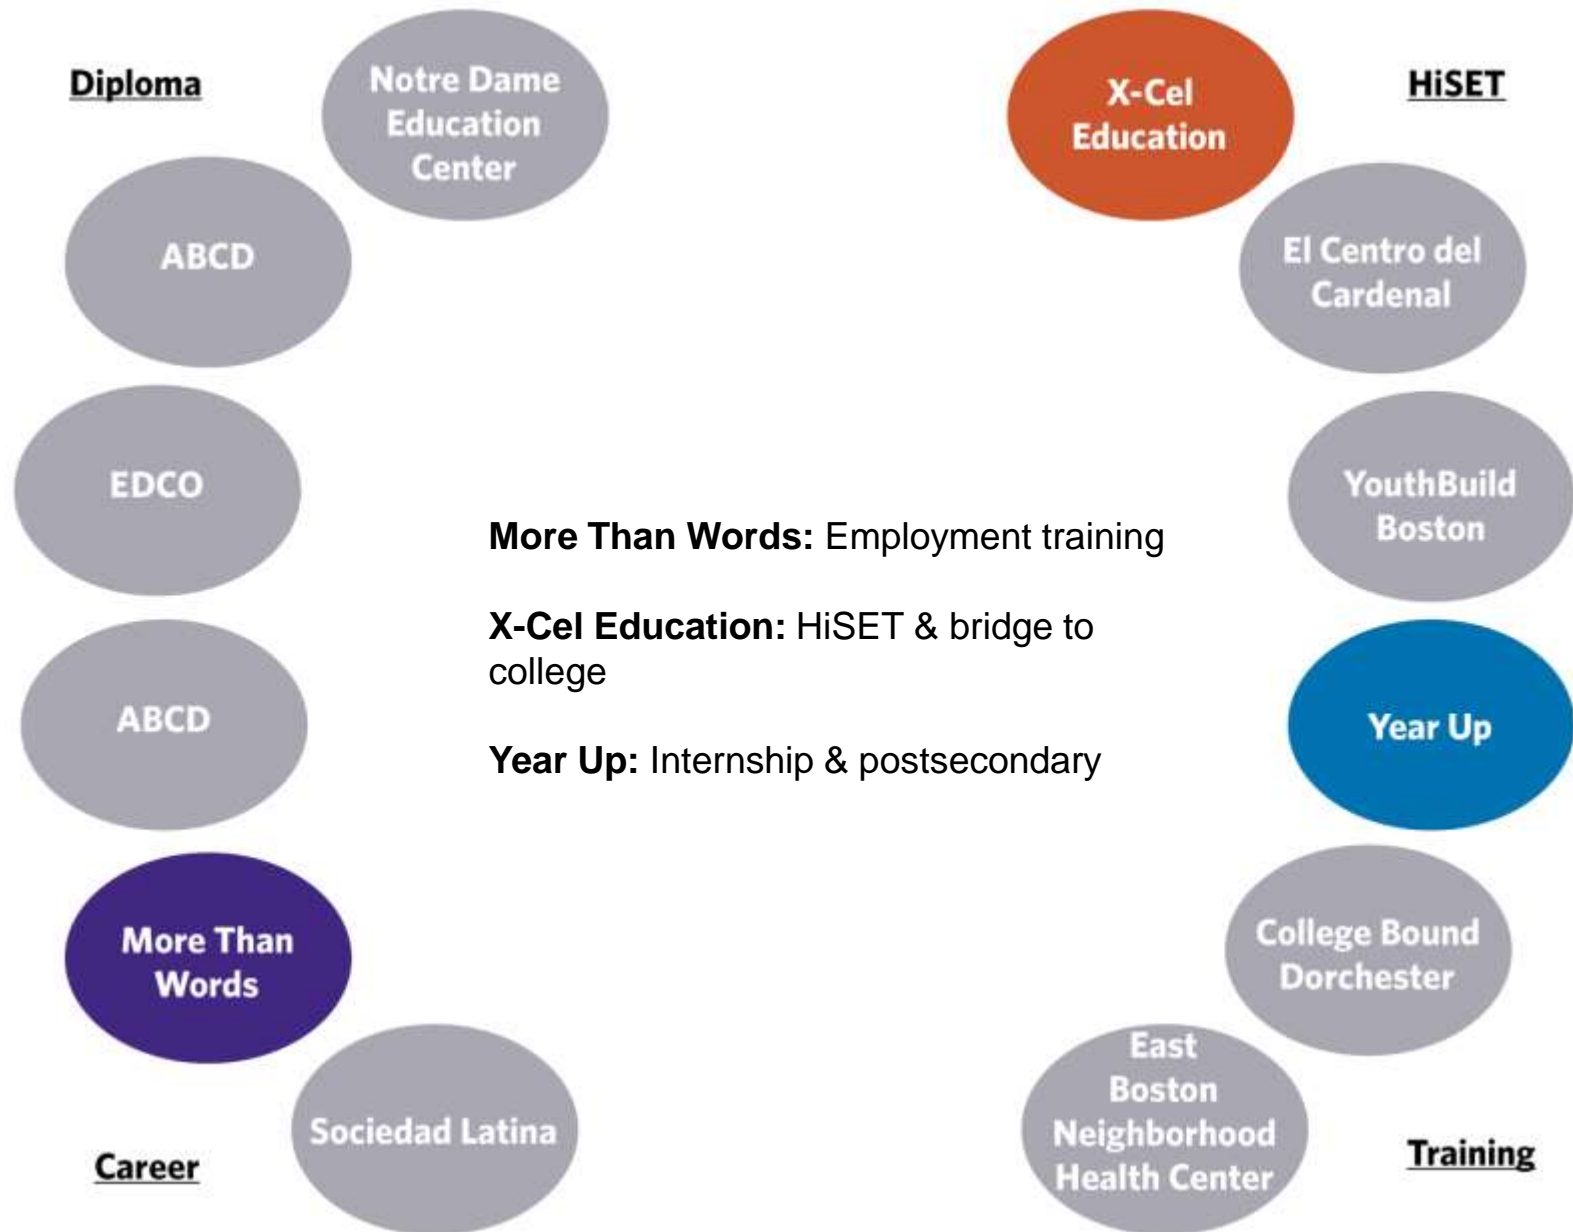 Diploma
Notre Dame
Education
Center
ABCD
EDCO
ABCD
More Than
Words
Sociedad Latina
Career
More Than Words: Employment training
X-Cel Education: HiSET & bridge to
college
Year Up: Internship & postsecondary
X-Cel
Education
HiSET
El Centro del
Cardenal
YouthBuild
Boston
Year Up
College Bound
Dorchester
East
Boston
Neighborhood
Health Center
Training